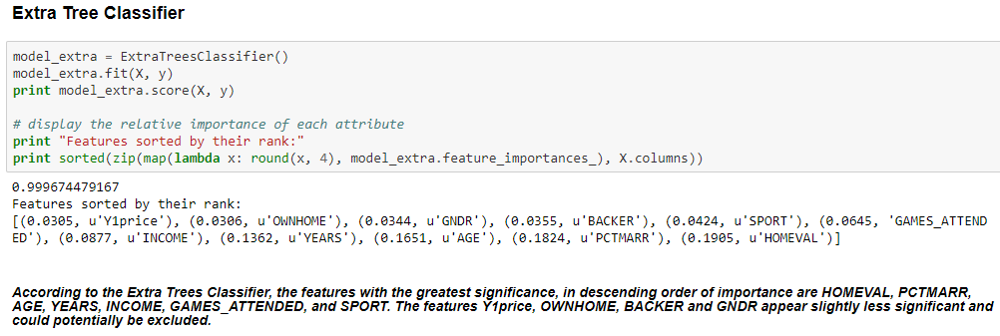 Extra Tree Classifier
model_extra = ExtraTreesClassifier()
model_extra.fit(X, y)
print model_extra.score(X, y)
# display the relative importance of each attribute
print "Features sorted by their rank:"
print sorted(zip(map(lambda x: round(x, 4), model_extra.feature_importances_), X.columns))
0.999674479167
Features sorted by their rank:
[(0.0305, u'Y1price'), (0.0306, u'OWNHOME'), (0.0344, u'GNDR'), (0.0355, u'BACKER'), (0.0424, u'SPORT'), (0.0645, 'GAMES_ATTEND
ED'), (0.0877, u'INCOME'), (0.1362, u'YEARS'), (0.1651, u'AGE'), (0.1824, u'PCTMARR'), (0.1905, u'HOMEVAL')]
According to the Extra Trees Classifier, the features with the greatest significance, in descending order of importance are HOMEVAL, PCTMARR,
AGE, YEARS, INCOME, GAMES_ATTENDED, and SPORT. The features Y1price, OWNHOME, BACKER and GNDR appear slightly less significant and
could potentially be excluded.